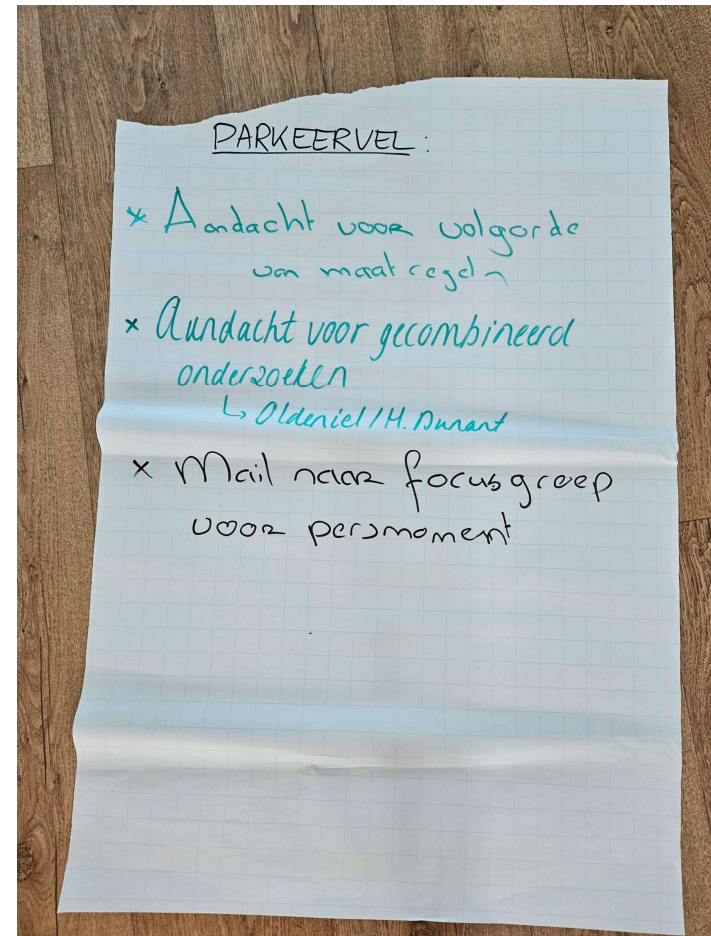 PARKEERVEL:
x Aandacht voor volgorde
van maatregeln
x Aandacht voor gecombineerd
onderzoeken
↳ Oldeniel / H. Dunant
x Mail naar focusgroep
voor persmoment